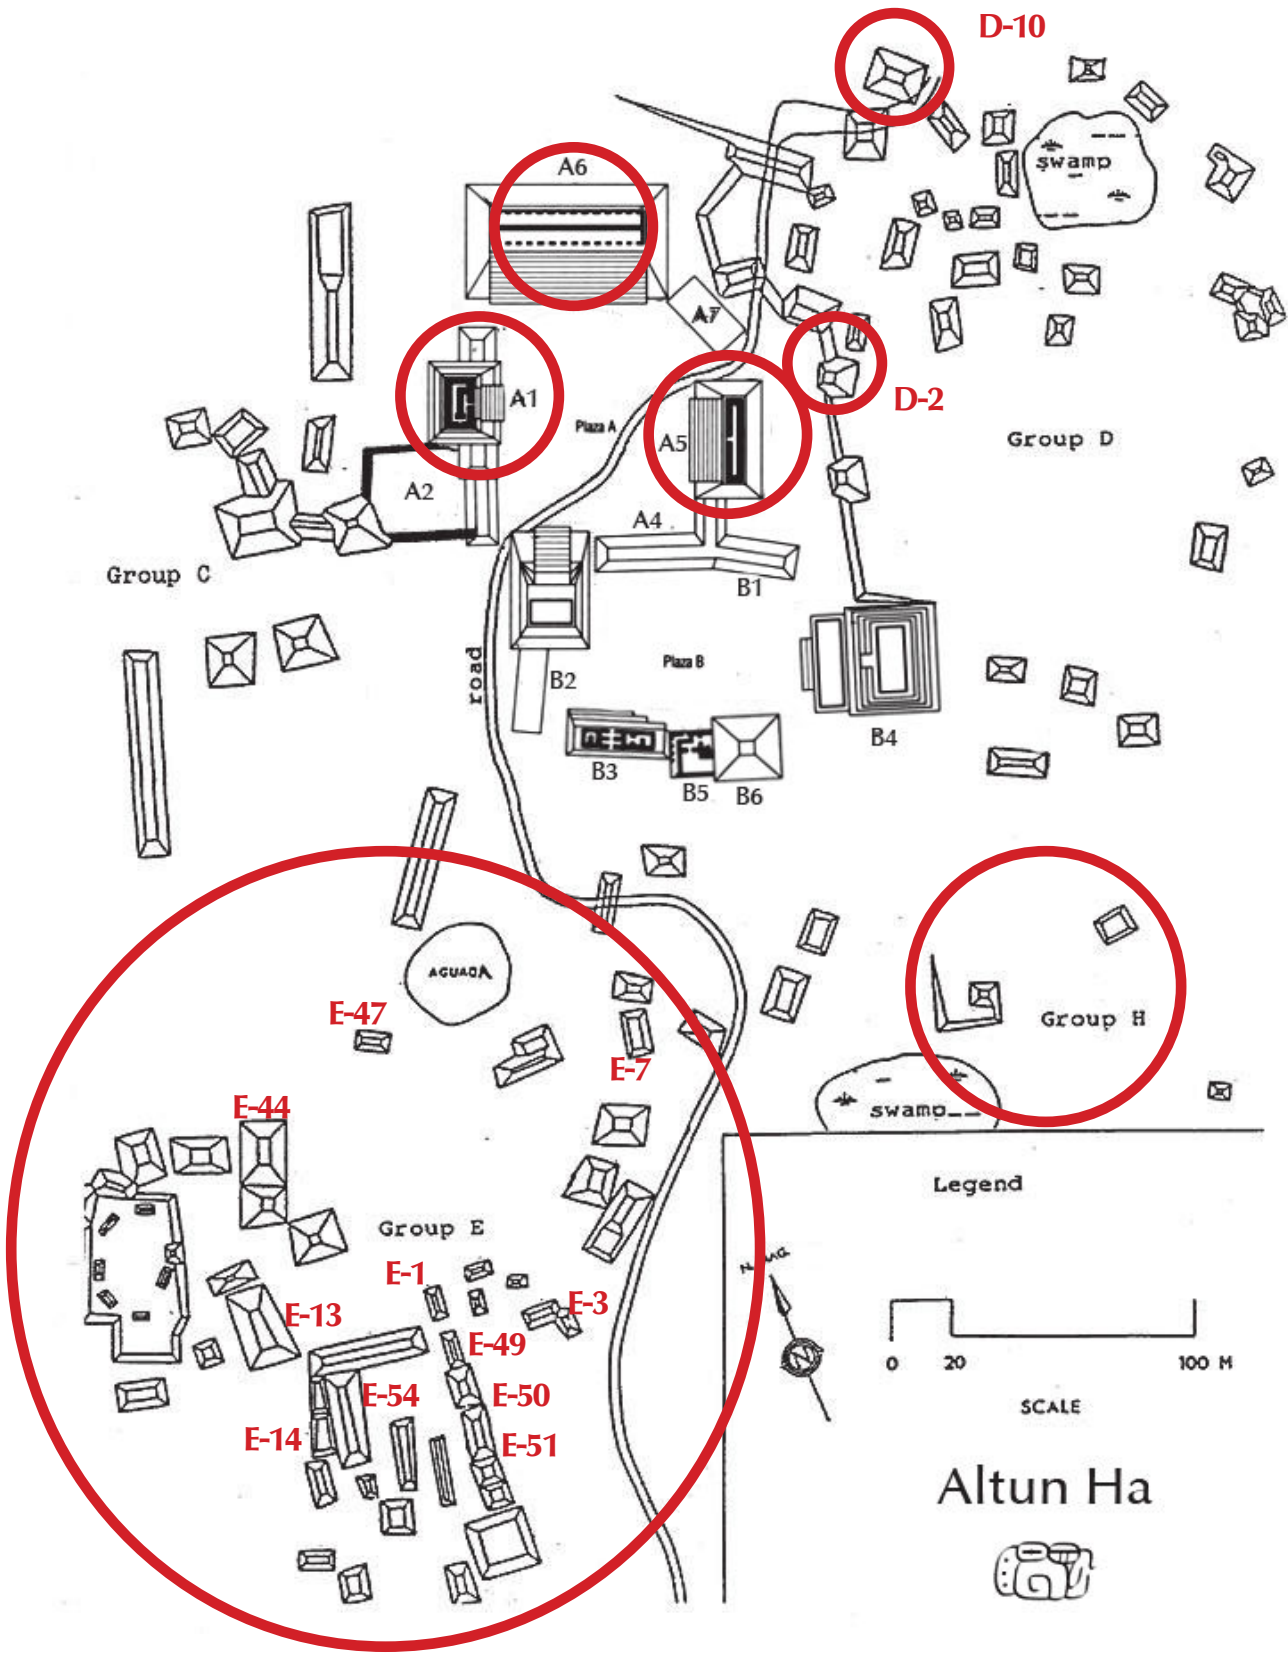 D-10
swamp
A6
A7
A1
Plaza A
A5
D-2
Group D
A2
A4
Group C
B1
road
Plaza B
B2
B4
B3
B5
B6
AGUADA
E-47
E-7
Group H
swamp
E-44
Legend
Group E
E-1
E-3
E-13
E-49
E-54
E-50
E-14
E-51
N
0 20 100 M
SCALE
Altun Ha